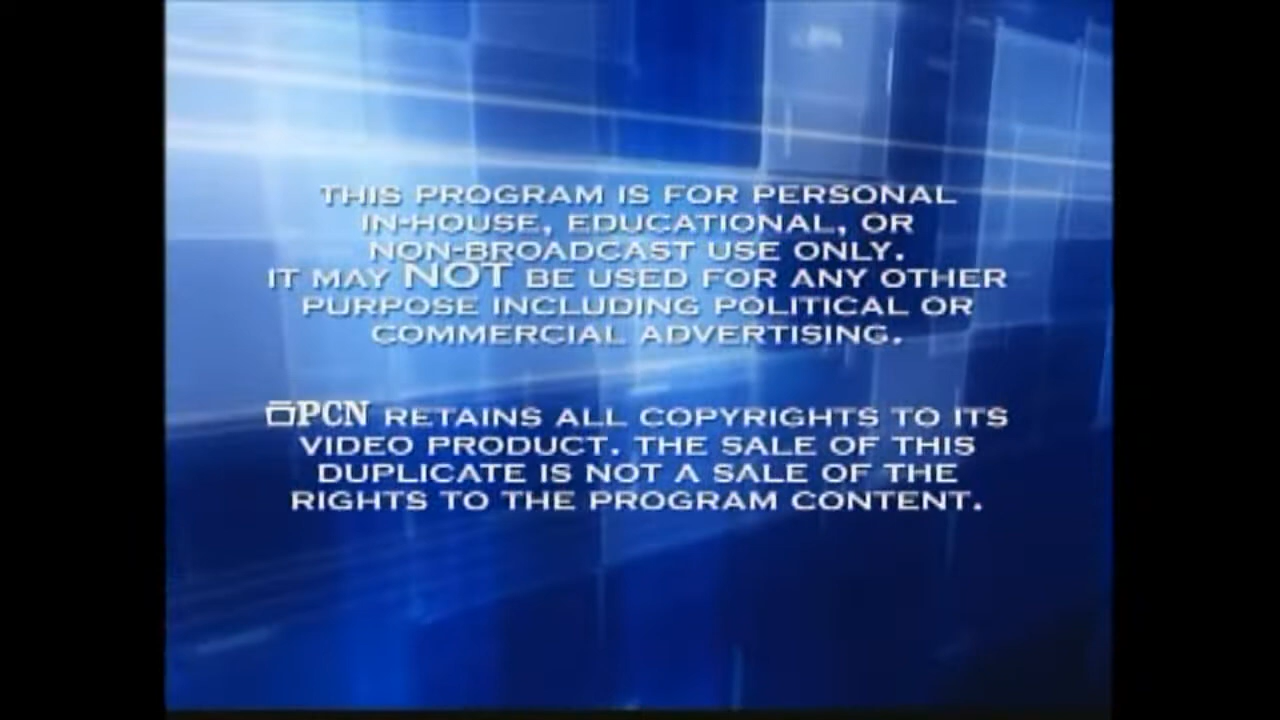 THIS PROGRAM IS FOR PERSONAL
IN-HOUSE, EDUCATIONAL, OR
NON-BROADCAST USE ONLY.
IT MAY NOT BE USED FOR ANY OTHER
PURPOSE INCLUDING POLITICAL OR
COMMERCIAL ADVERTISING.
PCN RETAINS ALL COPYRIGHTS TO ITS
VIDEO PRODUCT. THE SALE OF THIS
DUPLICATE IS NOT A SALE OF THE
RIGHTS TO THE PROGRAM CONTENT.